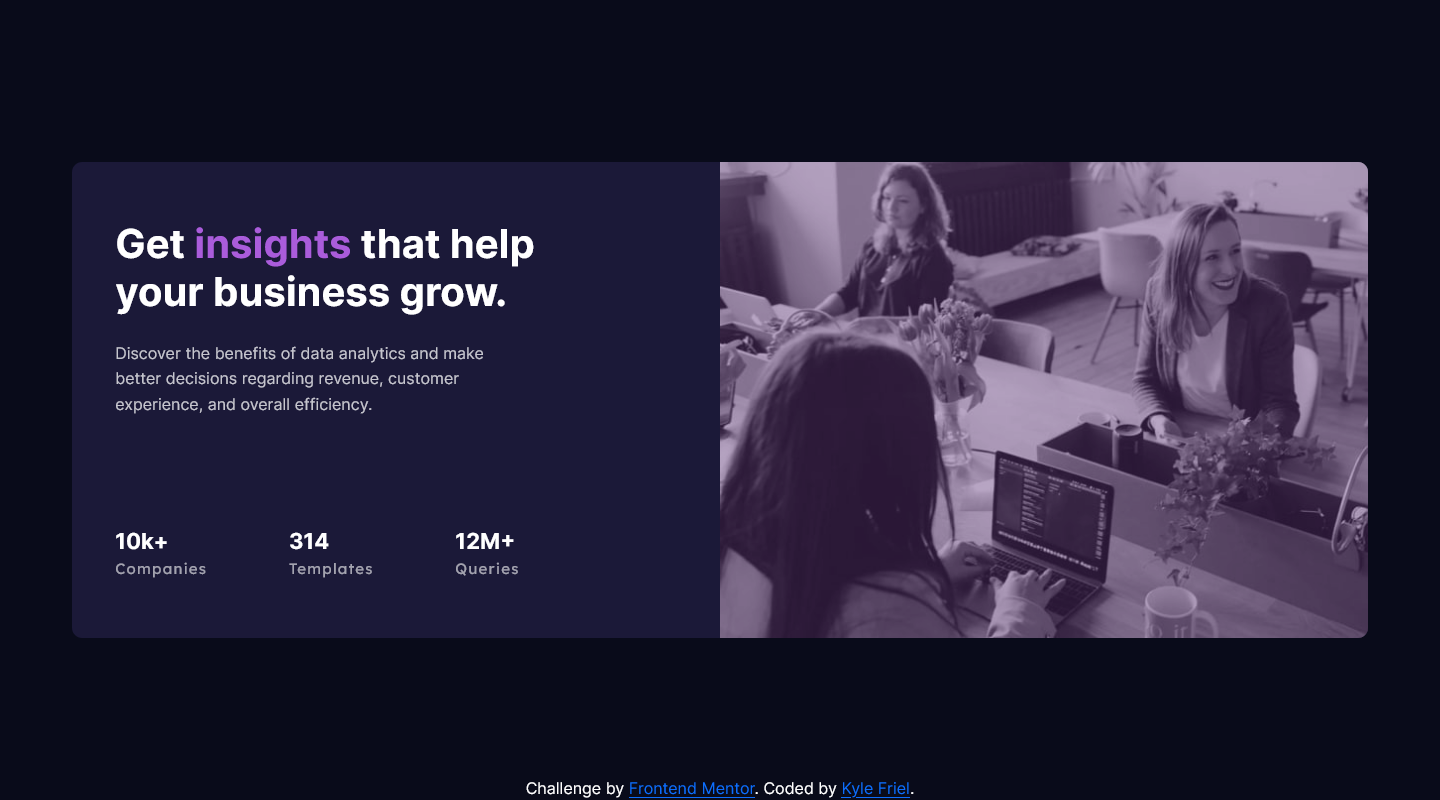 Get insights that help
your business grow.
Discover the benefits of data analytics and make
better decisions regarding revenue, customer
experience, and overall efficiency.
10k+
Companies
314
Templates
12M+
Queries
Challenge by Frontend Mentor. Coded by Kyle Friel.